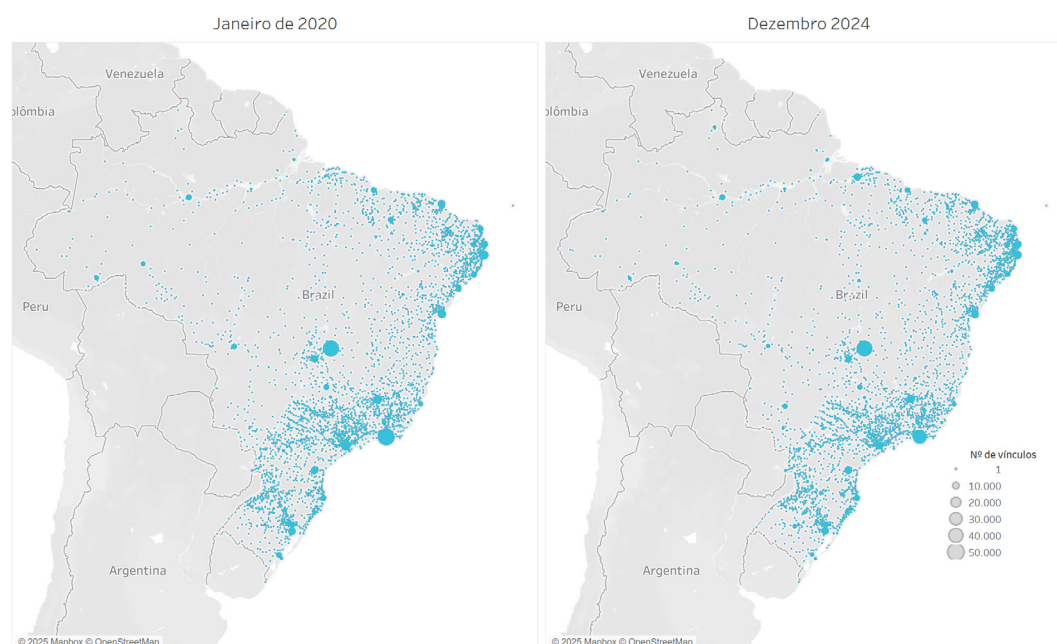 Janeiro de 2020
Dezembro 2024
Venezuela
olômbia
Brazil
Peru
Argentina
© 2025 Mapbox © OpenStreetMap
Venezuela
olômbia
Brazil
Peru
Argentina
Nº de vínculos
1
10.000
20.000
30.000
40.000
50.000
© 2025 Mapbox © OpenStreetMap